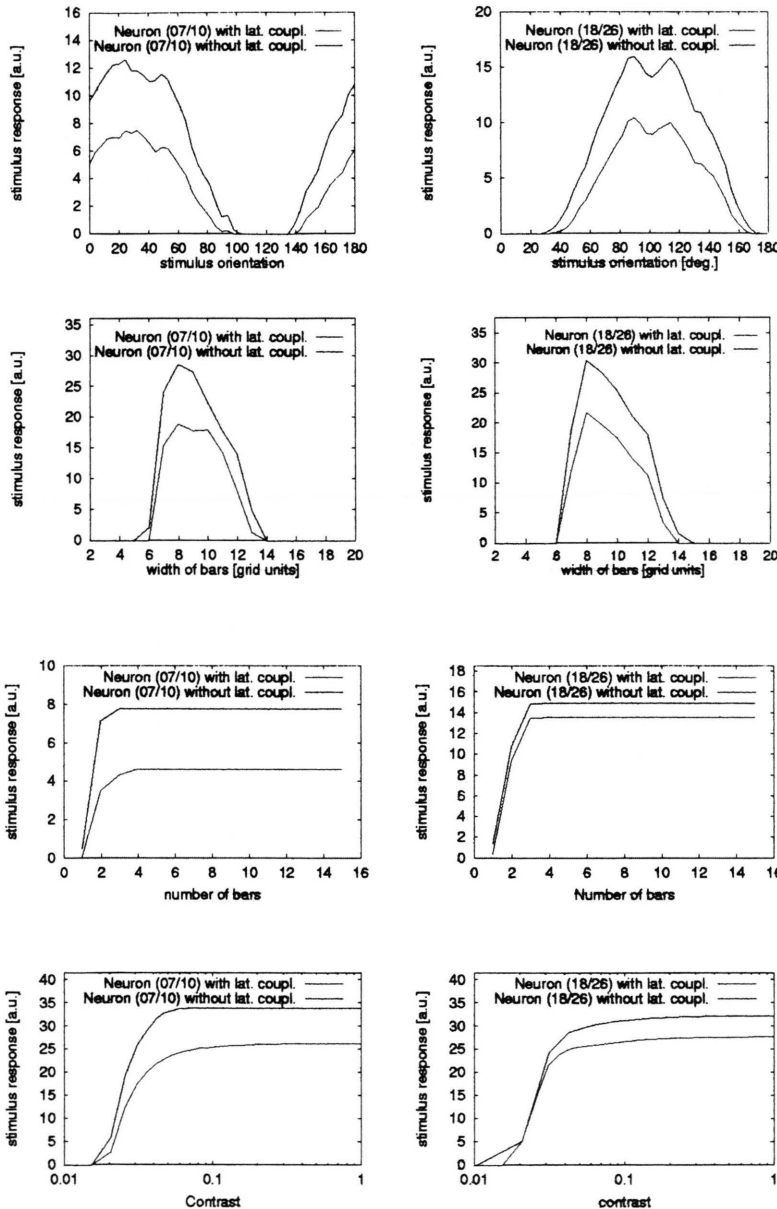 Neuron (07/10) with lat. coupl.
Neuron (07/10) without lat. coupl.
stimulus response [a.u.]
16
14
12
10
8
6
4
2
0
0 20 40 60 80 100 120 140 160 180
stimulus orientation
Neuron (18/26) with lat. coupl.
Neuron (18/26) without lat. coupl.
stimulus response [a.u.]
20
15
10
5
0
0 20 40 60 80 100 120 140 160 180
stimulus orientation [deg.]
Neuron (07/10) with lat. coupl.
Neuron (07/10) without lat. coupl.
stimulus response [a.u.]
35
30
25
20
15
10
5
0
2 4 6 8 10 12 14 16 18 20
width of bars [grid units]
Neuron (18/26) with lat. coupl.
Neuron (18/26) without lat. coupl.
stimulus response [a.u.]
35
30
25
20
15
10
5
0
2 4 6 8 10 12 14 16 18 20
width of bars [grid units]
Neuron (07/10) with lat. coupl.
Neuron (07/10) without lat. coupl.
stimulus response [a.u.]
10
8
6
4
2
0
0 2 4 6 8 10 12 14 16
number of bars
Neuron (18/26) with lat. coupl.
Neuron (18/26) without lat. coupl.
stimulus response [a.u.]
18
16
14
12
10
8
6
4
2
0
0 2 4 6 8 10 12 14 16
Number of bars
Neuron (07/10) with lat. coupl.
Neuron (07/10) without lat. coupl.
stimulus response [a.u.]
40
35
30
25
20
15
10
5
0
0.01 0.1 1
Contrast
Neuron (18/26) with lat. coupl.
Neuron (18/26) without lat. coupl.
stimulus response [a.u.]
40
35
30
25
20
15
10
5
0
0.01 0.1 1
contrast